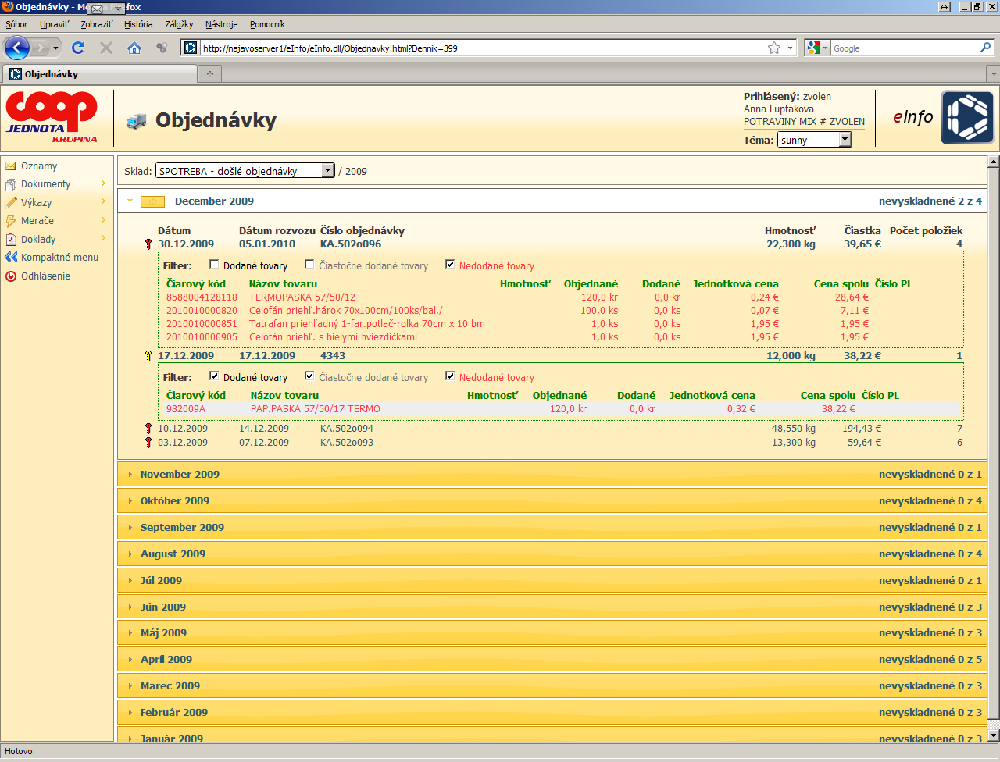 Objednávky - M efox
Súbor Upraviť Zobraziť História Záložky Nástroje Pomocník
http://najavoserver1/eInfo/eInfo.dll/Objednavky.html?Dennik=399 Google
Objednávky
coop
JEDNOTA
KRUPINA
Objednávky
Prihlásený: zvolen
Anna Luptakova
POTRAVINY MIX # ZVOLEN
Téma: sunny
eInfo
Oznamy
Dokumenty
Výkazy
Merače
Doklady
Kompaktné menu
Odhlásenie
Sklad: SPOTREBA - došlé objednávky / 2009
December 2009 nevyskladnené 2 z 4
Dátum Dátum rozvozu Číslo objednávky Hmotnosť Čiastka Počet položiek
30.12.2009 05.01.2010 KA.502o096 22,300 kg 39,65 € 4
Filter: Dodané tovary Čiastočne dodané tovary Nedodané tovary
Čiarový kód Názov tovaru Hmotnosť Objednané Dodané Jednotková cena Cena spolu Číslo PL
8588004128118 TERMOPASKA 57/50/12 120,0 kr 0,0 kr 0,24 € 28,64 €
2010010000820 Celofán priehľ.hárok 70x100cm/100ks/bal./ 100,0 ks 0,0 ks 0,07 € 7,11 €
2010010000851 Tatrafan priehľadný 1-far.potlač-rolka 70cm x 10 bm 1,0 ks 0,0 ks 1,95 € 1,95 €
2010010000905 Celofán priehľ. s bielymi hviezdičkami 1,0 ks 0,0 ks 1,95 € 1,95 €
17.12.2009 17.12.2009 4343 12,000 kg 38,22 € 1
Filter: Dodané tovary Čiastočne dodané tovary Nedodané tovary
Čiarový kód Názov tovaru Hmotnosť Objednané Dodané Jednotková cena Cena spolu Číslo PL
982009A PAP.PASKA 57/50/17 TERMO 120,0 kr 0,0 kr 0,32 € 38,22 €
10.12.2009 14.12.2009 KA.502o094 48,550 kg 194,43 € 7
03.12.2009 07.12.2009 KA.502o093 13,300 kg 59,64 € 6
November 2009 nevyskladnené 0 z 1
Október 2009 nevyskladnené 0 z 4
September 2009 nevyskladnené 0 z 1
August 2009 nevyskladnené 0 z 4
Júl 2009 nevyskladnené 0 z 1
Jún 2009 nevyskladnené 0 z 3
Máj 2009 nevyskladnené 0 z 3
Apríl 2009 nevyskladnené 0 z 5
Marec 2009 nevyskladnené 0 z 3
Február 2009 nevyskladnené 0 z 3
Január 2009 nevyskladnené 0 z 3
Hotovo